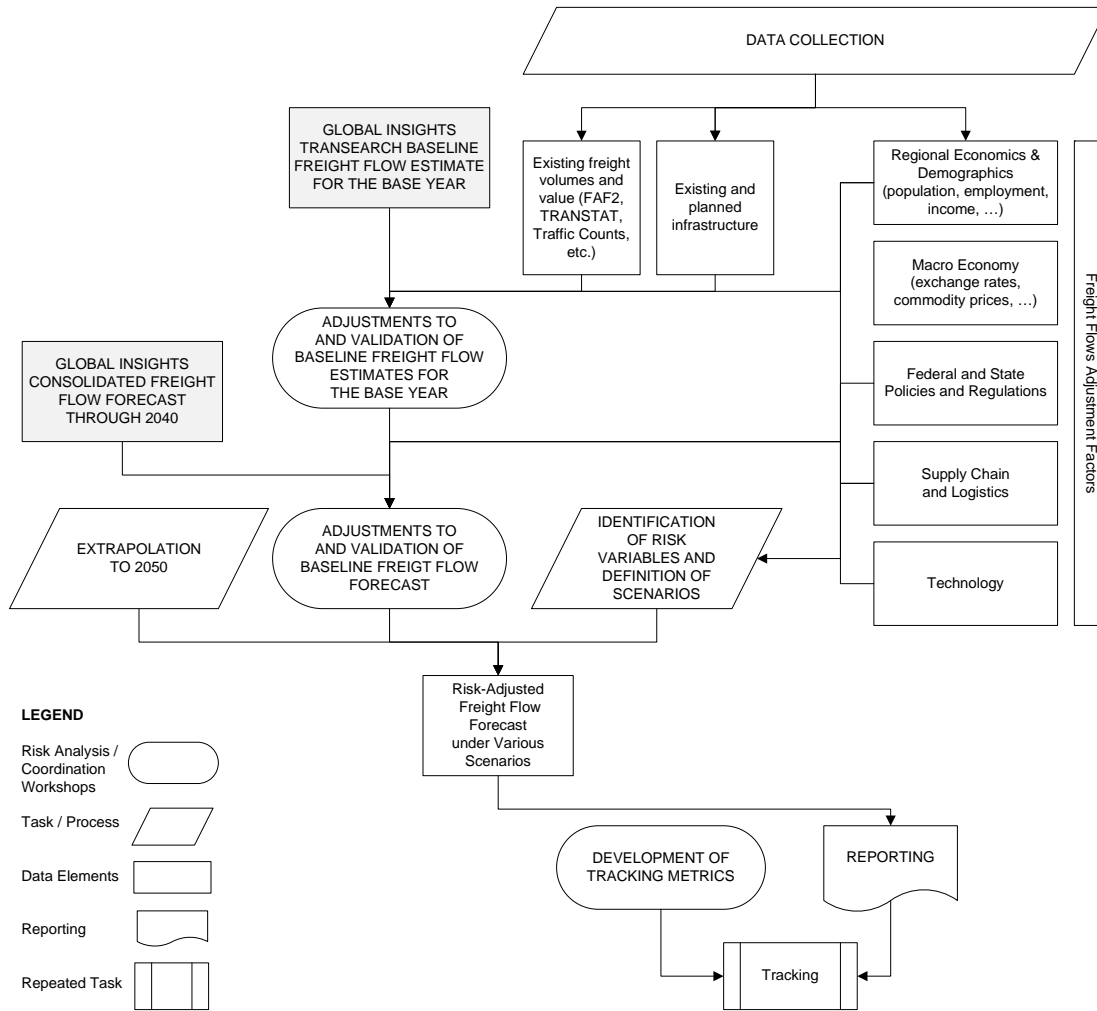 DATA COLLECTION
GLOBAL INSIGHTS
TRANSEARCH BASELINE
FREIGHT FLOW ESTIMATE
FOR THE BASE YEAR
Existing freight
volumes and
value (FAF2,
TRANSTAT,
Traffic Counts,
etc.)
Existing and
planned
infrastructure
Regional Economics &
Demographics
(population, employment,
income, …)
Macro Economy
(exchange rates,
commodity prices, …)
Federal and State
Policies and Regulations
Supply Chain
and Logistics
Technology
Freight Flows Adjustment Factors
ADJUSTMENTS TO
AND VALIDATION OF
BASELINE FREIGHT FLOW
ESTIMATES FOR
THE BASE YEAR
GLOBAL INSIGHTS
CONSOLIDATED FREIGHT
FLOW FORECAST
THROUGH 2040
EXTRAPOLATION
TO 2050
ADJUSTMENTS TO
AND VALIDATION OF
BASELINE FREIGT FLOW
FORECAST
IDENTIFICATION
OF RISK
VARIABLES AND
DEFINITION OF
SCENARIOS
Risk-Adjusted
Freight Flow
Forecast
under Various
Scenarios
DEVELOPMENT OF
TRACKING METRICS
REPORTING
Tracking
LEGEND
Risk Analysis /
Coordination
Workshops
Task / Process
Data Elements
Reporting
Repeated Task